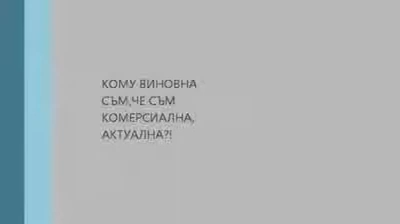 КОМУ ВИНОВНА
СЪМ,ЧЕ СЪМ
КОМЕРСИАЛНА,
АКТУАЛНА?!